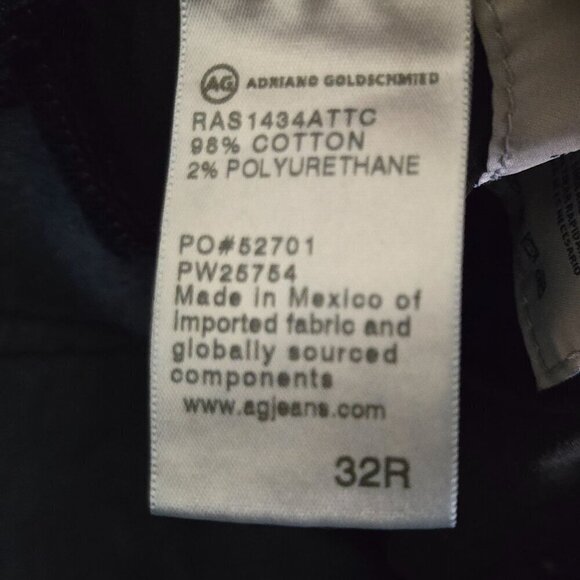 AG ADRIANO GOLDSCHMIED
RAS1434ATTC
98% COTTON
2% POLYURETHANE
PO#52701
PW25754
Made in Mexico of
imported fabric and
globally sourced
components
www.agjeans.com
32R